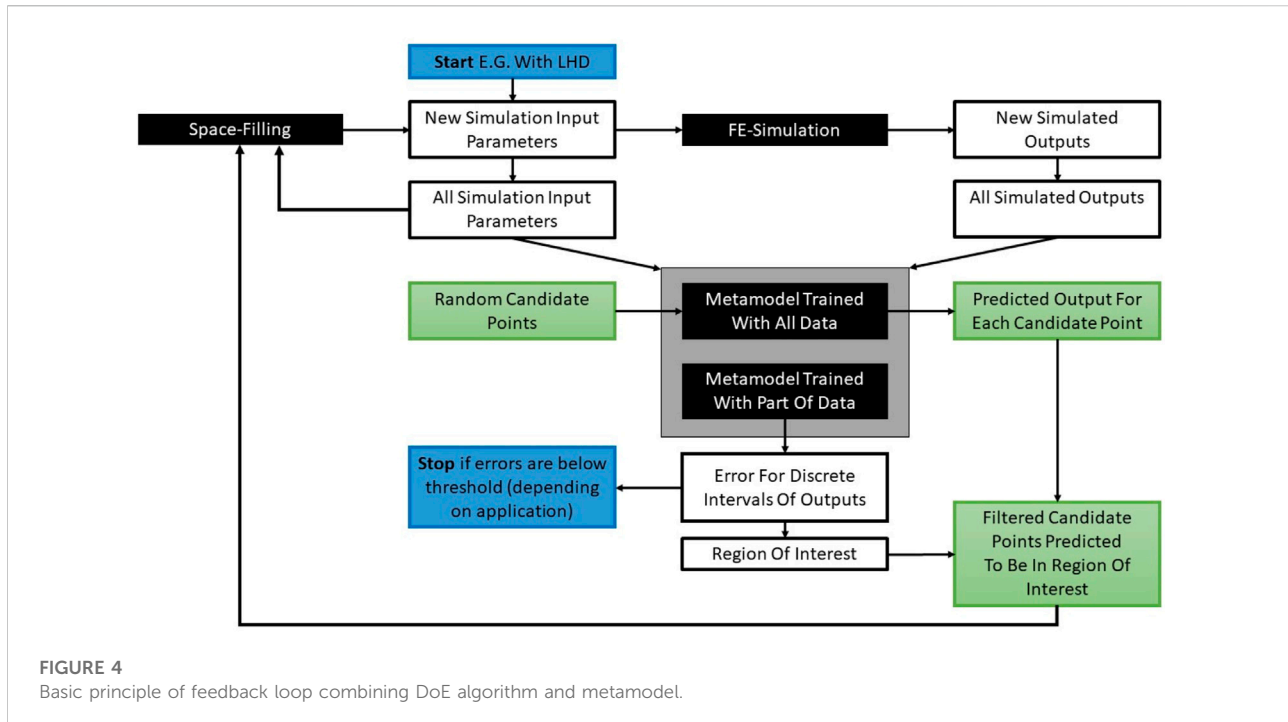 Start E.G. With LHD
Space-Filling
New Simulation Input
Parameters
FE-Simulation
New Simulated
Outputs
All Simulation Input
Parameters
All Simulated Outputs
Random Candidate
Points
Metamodel Trained
With All Data
Predicted Output For
Each Candidate Point
Metamodel Trained
With Part Of Data
Stop if errors are below
threshold (depending
on application)
Error For Discrete
Intervals Of Outputs
Region Of Interest
Filtered Candidate
Points Predicted
To Be In Region Of
Interest
FIGURE 4
Basic principle of feedback loop combining DoE algorithm and metamodel.